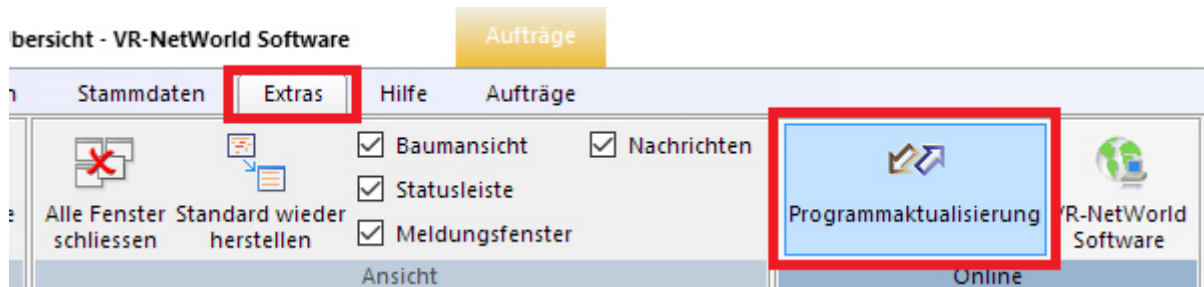 bersicht - VR-NetWorld Software
Aufträge
n Stammdaten Extras Hilfe Aufträge
Baumansicht Nachrichten
Statusleiste
Meldungsfenster
e Alle Fenster schliessen
Standard wieder herstellen
Ansicht
Programmaktualisierung
VR-NetWorld
Software
Online